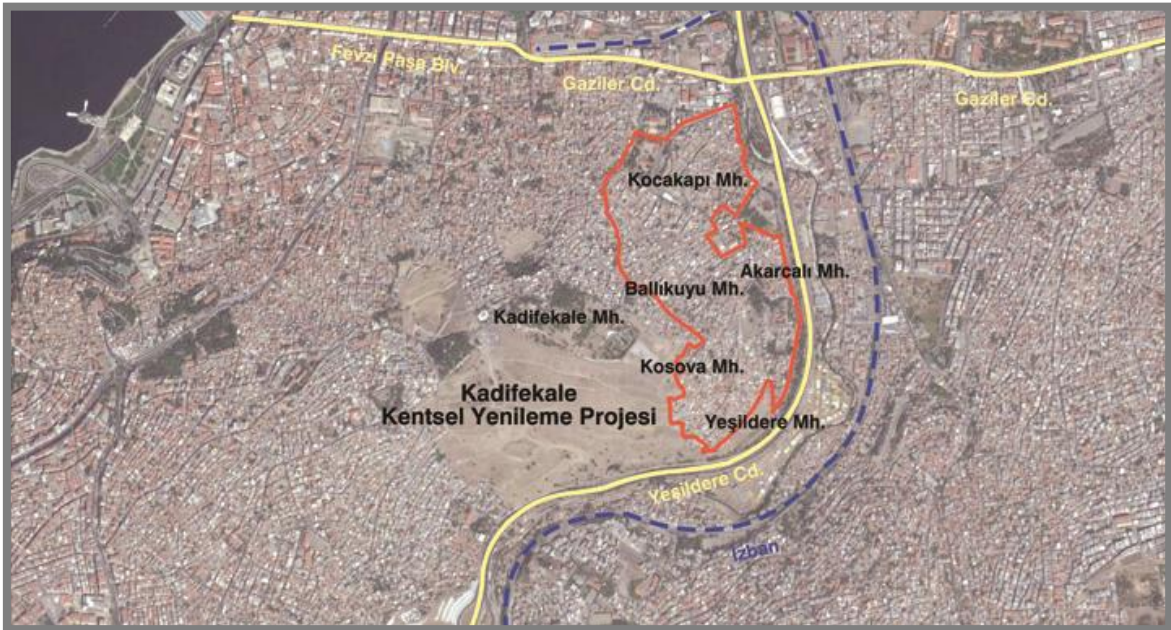 Fevzi Paşa Blv.
Gaziler Cd.
Gaziler Cd.
Kocakapı Mh.
Akarcalı Mh.
Ballıkuyu Mh.
Kadifekale Mh.
Kosova Mh.
Kadifekale
Kentsel Yenileme Projesi
Yeşildere Mh.
Yeşildere Cd.
İzban